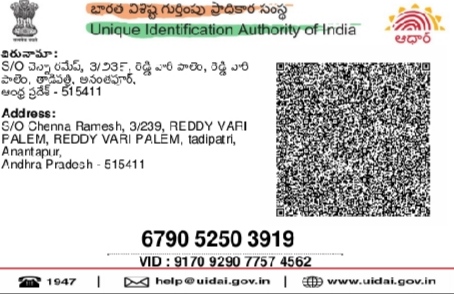 భారత విశిష్ట గుర్తింపు ప్రాధికార సంస్థ
Unique Identification Authority of India
ఆధార్
చిరునామా:
S/O చెన్నా రమేష్, 3/239, రెడ్డి వారి పాలెం, రెడ్డి వారి
పాలెం, తాడిపత్రి, అనంతపూర్,
ఆంధ్ర ప్రదేశ్ - 515411
Address:
S/O Chenna Ramesh, 3/239, REDDY VARI
PALEM, REDDY VARI PALEM, tadipatri,
Anantapur,
Andhra Pradesh - 515411
6790 5250 3919
VID : 9170 9290 7757 4562
1947 | help@uidai.gov.in | www.uidai.gov.in